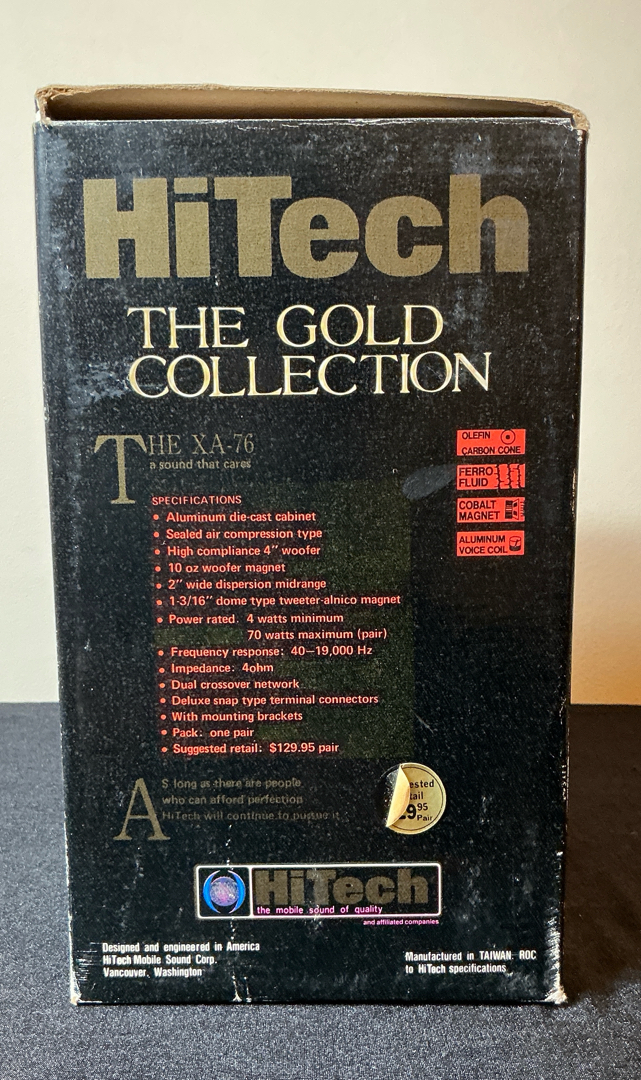 HiTech
THE GOLD
COLLECTION
THE XA-76
a sound that cares
OLEFIN
CARBON CONE
FERRO
FLUID
COBALT
MAGNET
ALUMINUM
VOICE COIL
SPECIFICATIONS
• Aluminum die-cast cabinet
• Sealed air compression type
• High compliance 4" woofer
• 10 oz woofer magnet
• 2" wide dispersion midrange
• 1-3/16" dome type tweeter-alnico magnet
• Power rated: 4 watts minimum
70 watts maximum (pair)
• Frequency response: 40–19,000 Hz
• Impedance: 4ohm
• Dual crossover network
• Deluxe snap type terminal connectors
• With mounting brackets
• Pack: one pair
• Suggested retail: $129.95 pair
AS long as there are people
who can afford perfection
HiTech will continue to pursue it
ested
tail
9.95
Pair
HiTech
the mobile sound of quality
and affiliated companies
Designed and engineered in America
HiTech Mobile Sound Corp.
Vancouver, Washington
Manufactured in TAIWAN, ROC
to HiTech specifications